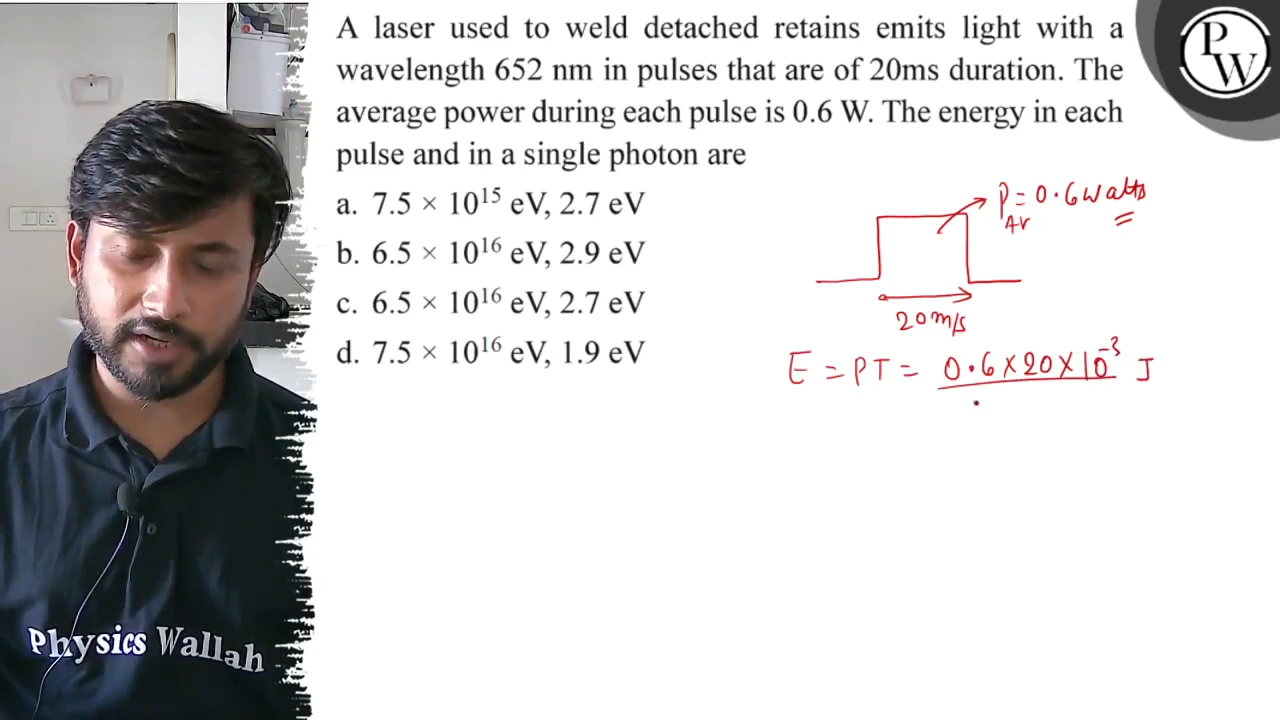 A laser used to weld detached retains emits light with a
wavelength 652 nm in pulses that are of 20ms duration. The
average power during each pulse is 0.6 W. The energy in each
pulse and in a single photon are
a. 7.5 × 10¹⁵ eV, 2.7 eV
b. 6.5 × 10¹⁶ eV, 2.9 eV
c. 6.5 × 10¹⁶ eV, 2.7 eV
d. 7.5 × 10¹⁶ eV, 1.9 eV
P_Av = 0.6 watts
20 m/s
E = PT = 0.6 × 20 × 10⁻³ J
PW
Physics Wallah